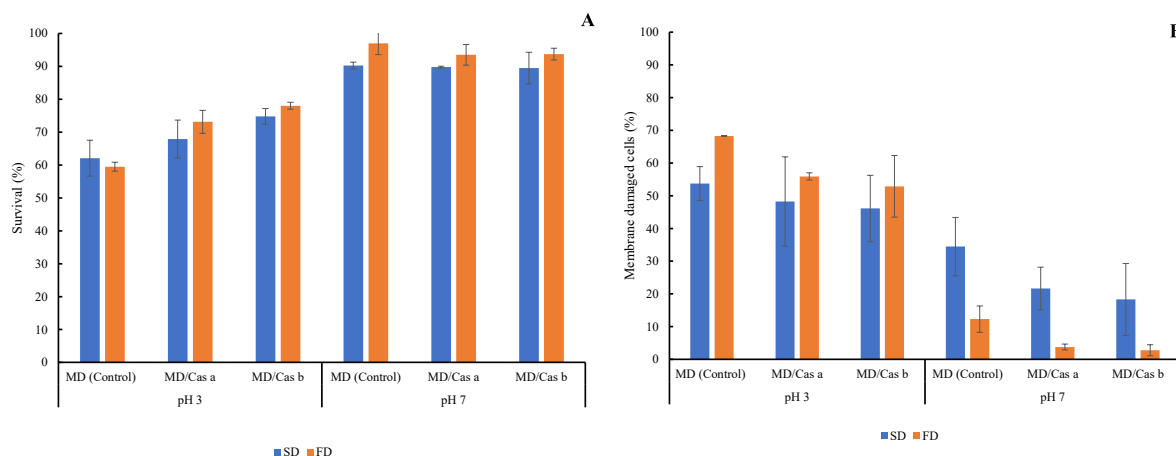 A
Survival (%)
100
90
80
70
60
50
40
30
20
10
0
MD (Control) MD/Cas a MD/Cas b MD (Control) MD/Cas a MD/Cas b
pH 3 pH 7
SD FD
Membrane damaged cells (%)
100
90
80
70
60
50
40
30
20
10
0
MD (Control) MD/Cas a MD/Cas b MD (Control) MD/Cas a MD/Cas b
pH 3 pH 7
SD FD